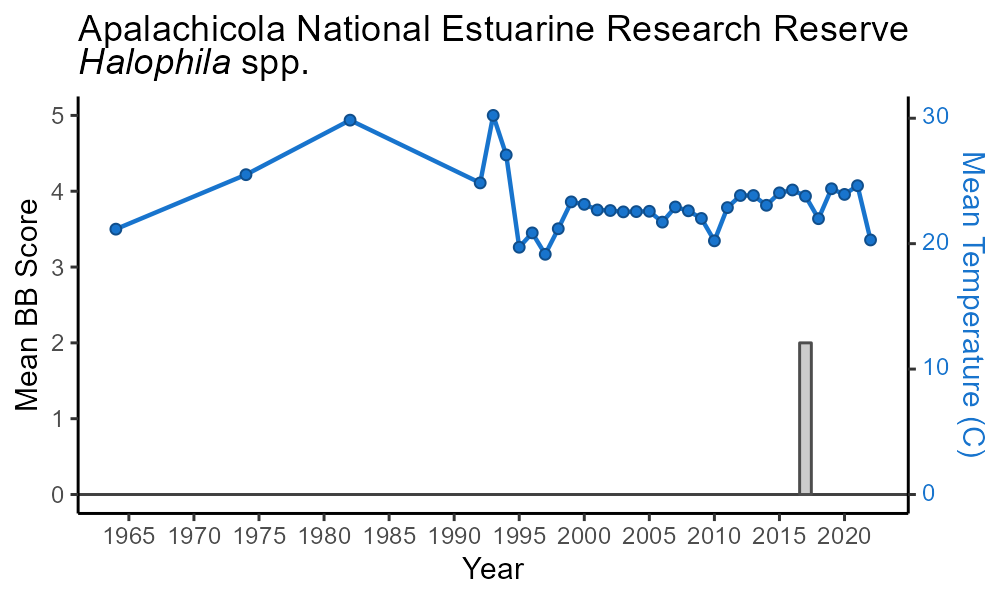 Apalachicola National Estuarine Research Reserve
Halophila spp.
Mean BB Score
5
4
3
2
1
0
30
20
10
0
Mean Temperature (C)
1965 1970 1975 1980 1985 1990 1995 2000 2005 2010 2015 2020
Year